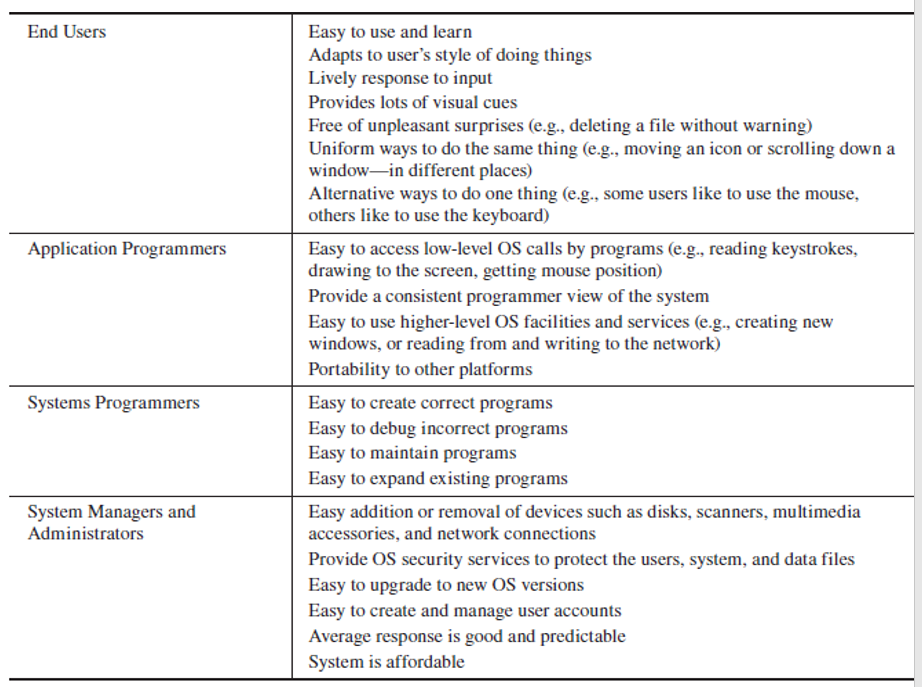 End Users
Easy to use and learn
Adapts to user's style of doing things
Lively response to input
Provides lots of visual cues
Free of unpleasant surprises (e.g., deleting a file without warning)
Uniform ways to do the same thing (e.g., moving an icon or scrolling down a
window—in different places)
Alternative ways to do one thing (e.g., some users like to use the mouse,
others like to use the keyboard)
Application Programmers
Easy to access low-level OS calls by programs (e.g., reading keystrokes,
drawing to the screen, getting mouse position)
Provide a consistent programmer view of the system
Easy to use higher-level OS facilities and services (e.g., creating new
windows, or reading from and writing to the network)
Portability to other platforms
Systems Programmers
Easy to create correct programs
Easy to debug incorrect programs
Easy to maintain programs
Easy to expand existing programs
System Managers and
Administrators
Easy addition or removal of devices such as disks, scanners, multimedia
accessories, and network connections
Provide OS security services to protect the users, system, and data files
Easy to upgrade to new OS versions
Easy to create and manage user accounts
Average response is good and predictable
System is affordable